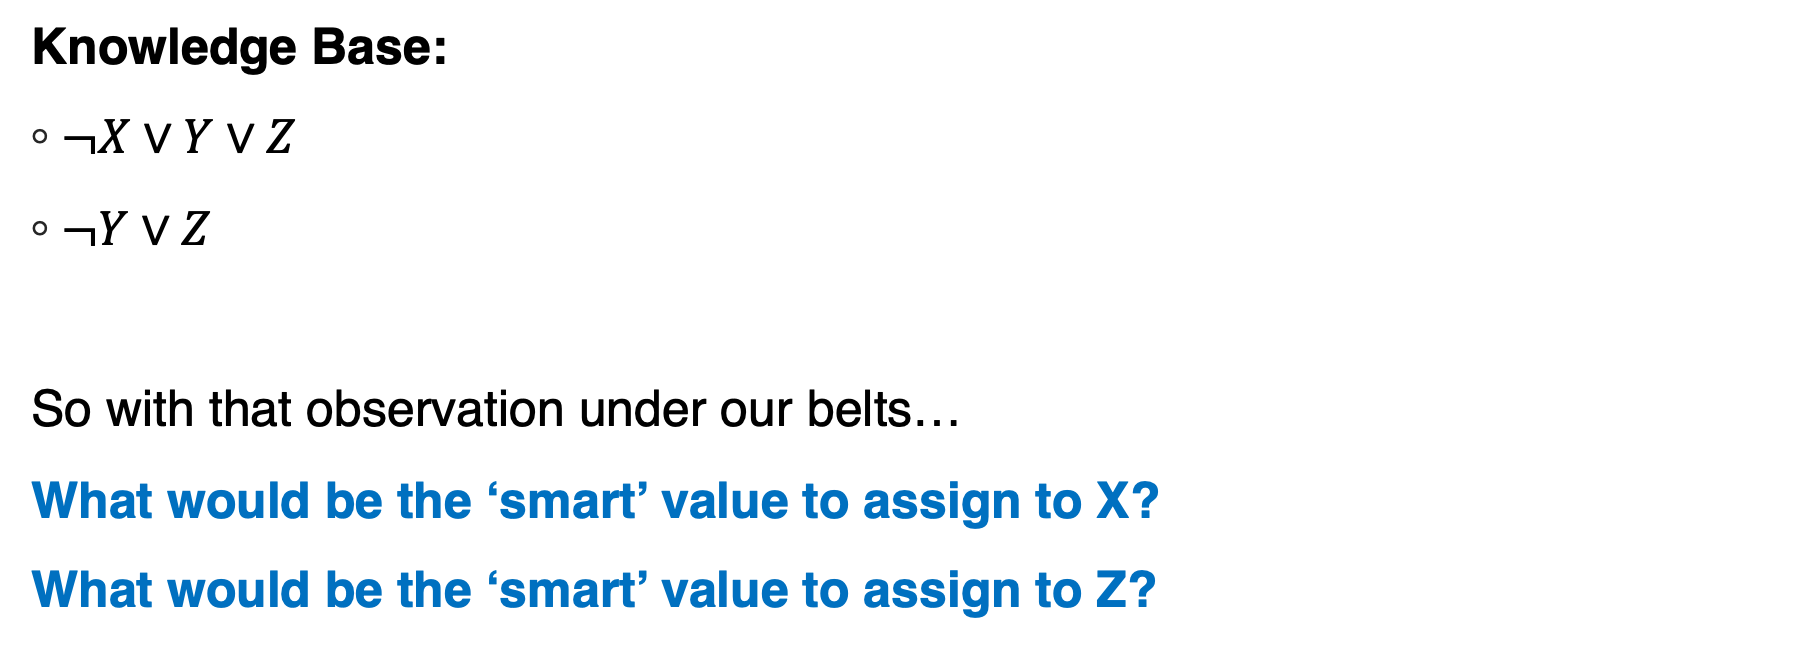 Knowledge Base:
◦ ¬X ∨ Y ∨ Z
◦ ¬Y ∨ Z
So with that observation under our belts…
What would be the ‘smart’ value to assign to X?
What would be the ‘smart’ value to assign to Z?